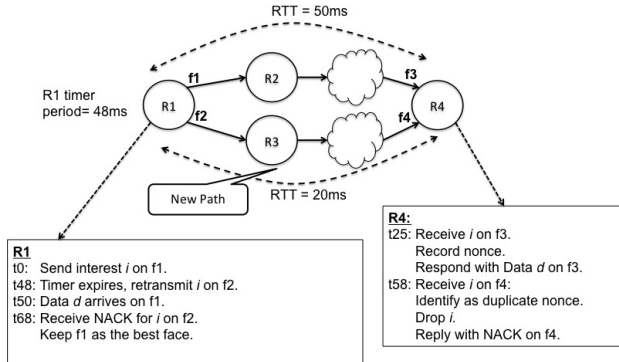 RTT = 50ms
f1
R2
f3
R1 timer
period= 48ms
R1
R4
f2
R3
f4
New Path
RTT = 20ms
R1
t0: Send interest i on f1.
t48: Timer expires, retransmit i on f2.
t50: Data d arrives on f1.
t68: Receive NACK for i on f2.
Keep f1 as the best face.
R4:
t25: Receive i on f3.
Record nonce.
Respond with Data d on f3.
t58: Receive i on f4:
Identify as duplicate nonce.
Drop i.
Reply with NACK on f4.